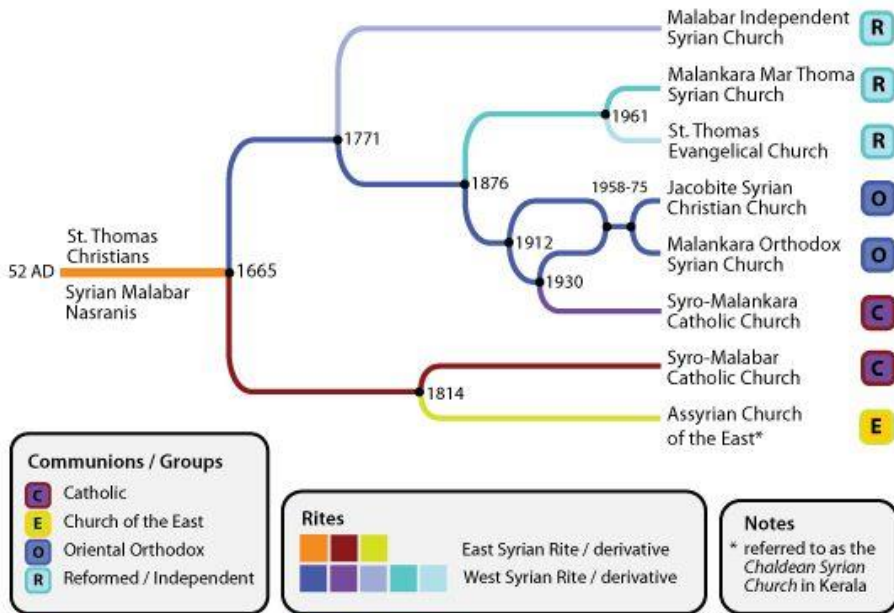 Malabar Independent
Syrian Church
R
Malankara Mar Thoma
Syrian Church
R
1961
St. Thomas
Evangelical Church
R
1771
1876
1958-75
Jacobite Syrian
Christian Church
O
1912
Malankara Orthodox
Syrian Church
O
52 AD
St. Thomas
Christians
Syrian Malabar
Nasranis
1665
1930
Syro-Malankara
Catholic Church
C
Syro-Malabar
Catholic Church
C
1814
Assyrian Church
of the East*
E
Communions / Groups
C Catholic
E Church of the East
O Oriental Orthodox
R Reformed / Independent
Rites
East Syrian Rite / derivative
West Syrian Rite / derivative
Notes
* referred to as the
Chaldean Syrian
Church in Kerala